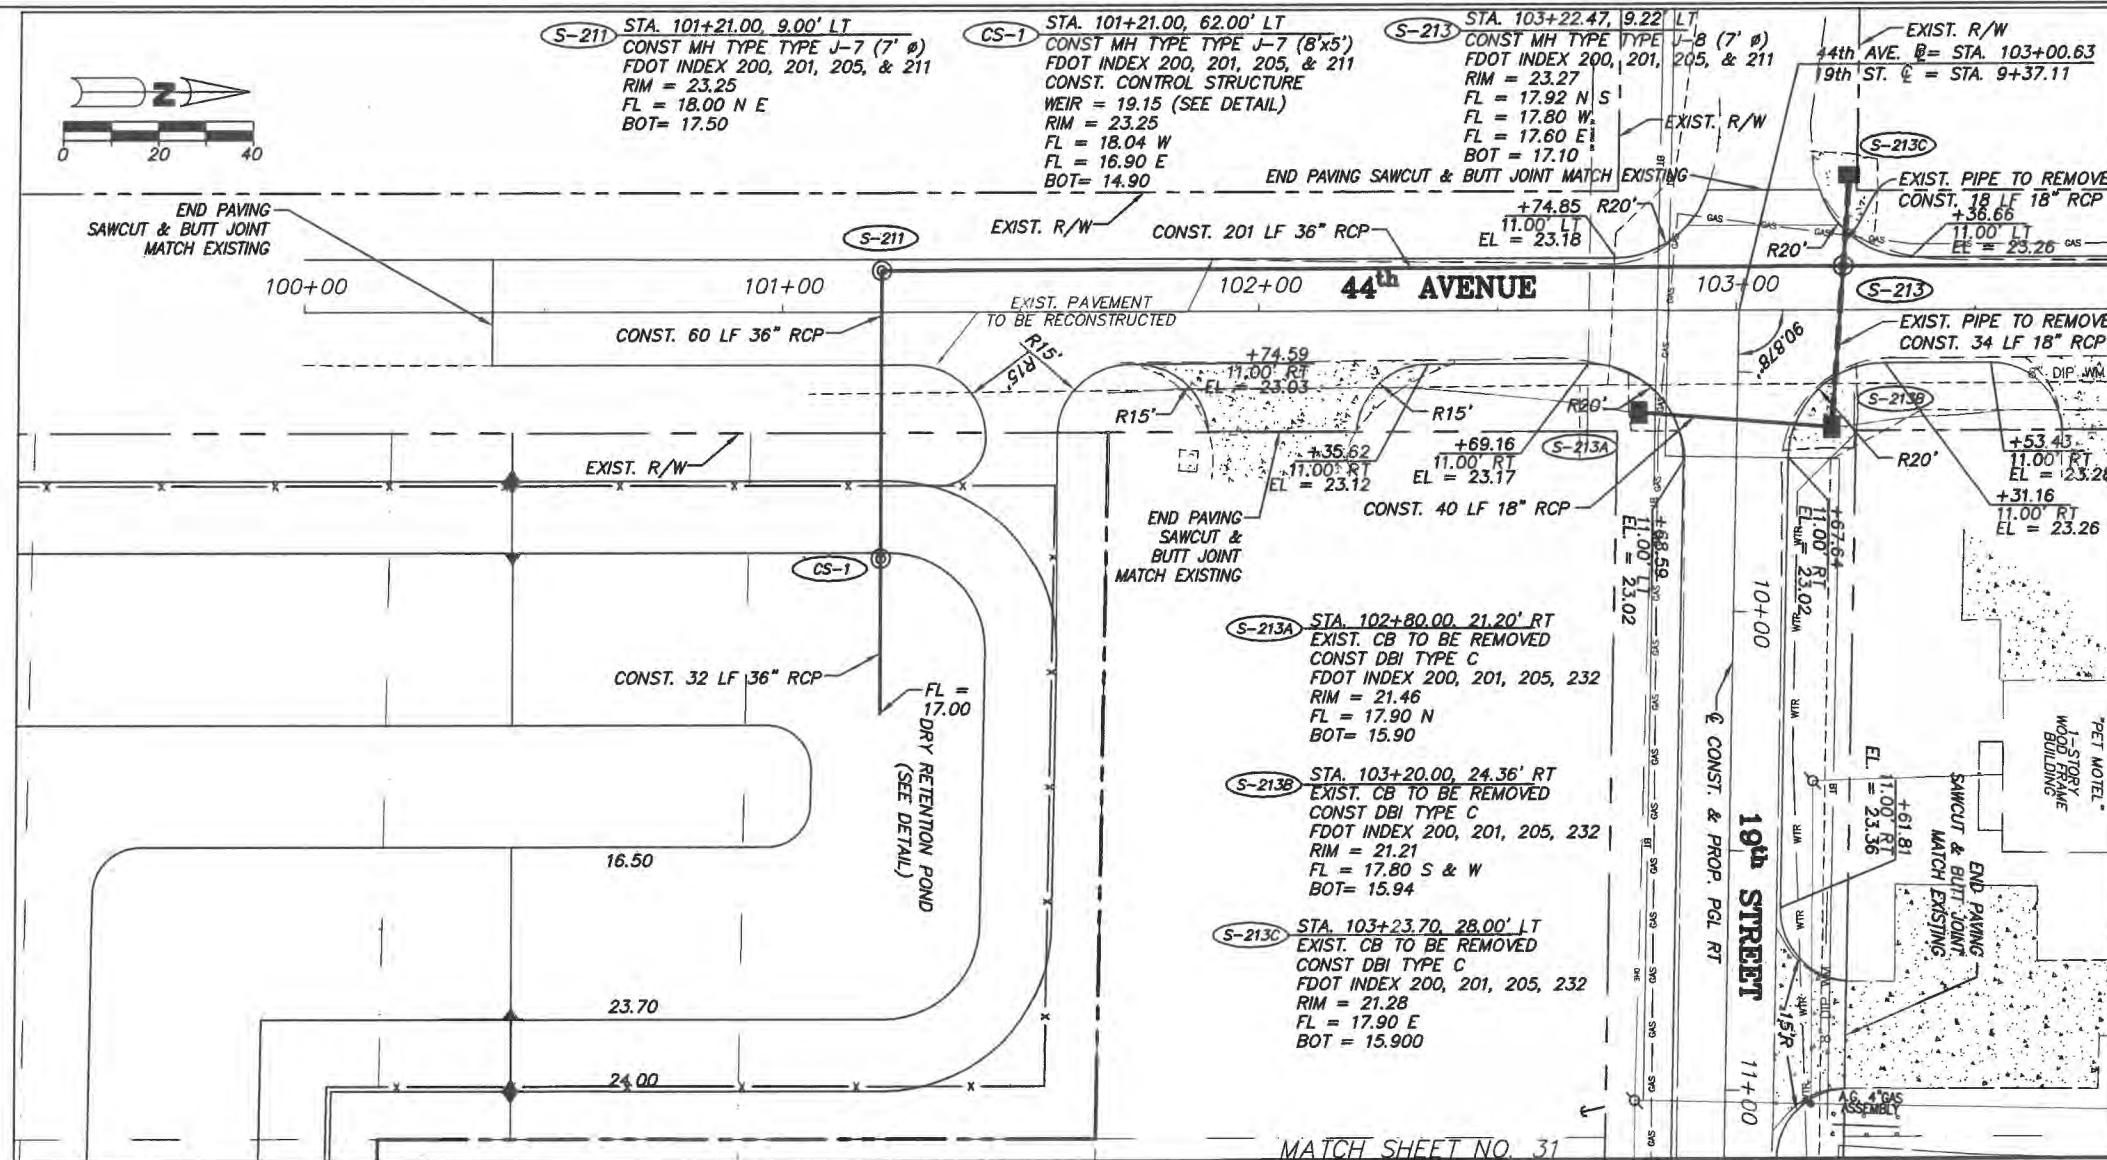 S-211
STA. 101+21.00, 9.00' LT
CONST MH TYPE TYPE J-7 (7' ø)
FDOT INDEX 200, 201, 205, & 211
RIM = 23.25
FL = 18.00 N E
BOT= 17.50
CS-1
STA. 101+21.00, 62.00' LT
CONST MH TYPE TYPE J-7 (8'x5')
FDOT INDEX 200, 201, 205, & 211
CONST. CONTROL STRUCTURE
WEIR = 19.15 (SEE DETAIL)
RIM = 23.25
FL = 18.04 W
FL = 16.90 E
BOT= 14.90
S-213
STA. 103+22.47, 9.22' LT
CONST MH TYPE TYPE J-8 (7' ø)
FDOT INDEX 200, 201, 205, & 211
RIM = 23.27
FL = 17.92 N S
FL = 17.80 W
FL = 17.60 E
BOT = 17.10
EXIST. R/W
44th AVE. ℄ = STA. 103+00.63
19th ST. ℄ = STA. 9+37.11
N
0 20 40
EXIST. R/W
S-213C
END PAVING SAWCUT & BUTT JOINT MATCH EXISTING
EXIST. PIPE TO REMOVE
CONST. 18 LF 18" RCP
+36.66
11.00' LT
EL = 23.26
END PAVING
SAWCUT & BUTT JOINT
MATCH EXISTING
S-211
EXIST. R/W
CONST. 201 LF 36" RCP
+74.85
11.00' LT
EL = 23.18
R20'
R20'
GAS
GAS
GAS
GAS
100+00
101+00
102+00
44th AVENUE
103+00
S-213
EXIST. PAVEMENT
TO BE RECONSTRUCTED
CONST. 60 LF 36" RCP
EXIST. PIPE TO REMOVE
CONST. 34 LF 18" RCP
90.878°
R15'
R15'
+74.59
11.00' RT
EL = 23.03
R15'
R15'
R20'
8" DIP WM
S-213B
S-213A
EXIST. R/W
+35.62
11.00' RT
EL = 23.12
+69.16
11.00' RT
EL = 23.17
R20'
+53.43
11.00' RT
EL = 23.28
+31.16
11.00' RT
EL = 23.26
CONST. 40 LF 18" RCP
END PAVING
SAWCUT &
BUTT JOINT
MATCH EXISTING
CS-1
+68.59
11.00' LT
EL = 23.02
+67.64
11.00' RT
EL = 23.02
10+00
CONST. 32 LF 36" RCP
FL =
17.00
DRY RETENTION POND
(SEE DETAIL)
S-213A
STA. 102+80.00, 21.20' RT
EXIST. CB TO BE REMOVED
CONST DBI TYPE C
FDOT INDEX 200, 201, 205, 232
RIM = 21.46
FL = 17.90 N
BOT= 15.90
S-213B
STA. 103+20.00, 24.36' RT
EXIST. CB TO BE REMOVED
CONST DBI TYPE C
FDOT INDEX 200, 201, 205, 232
RIM = 21.21
FL = 17.80 S & W
BOT= 15.94
S-213C
STA. 103+23.70, 28.00' LT
EXIST. CB TO BE REMOVED
CONST DBI TYPE C
FDOT INDEX 200, 201, 205, 232
RIM = 21.28
FL = 17.90 E
BOT = 15.900
℄ CONST. & PROP. PGL RT
19th STREET
"PET MOTEL"
1-STORY
WOOD FRAME
BUILDING
+61.81
11.00' RT
EL = 23.36
END PAVING
SAWCUT & BUTT JOINT
MATCH EXISTING
16.50
23.70
24.00
15'R
8" DIP WM
11+00
A.G. 4" GAS
ASSEMBLY
MATCH SHEET NO. 31